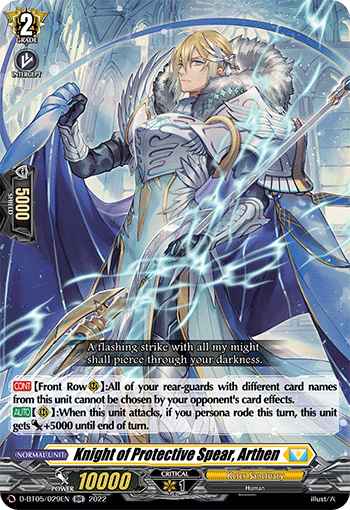 2
GRADE
INTERCEPT
5000
SHIELD
A flashing strike with all my might
shall pierce through your darkness.
CONT [Front Row R]:All of your rear-guards with different card names
from this unit cannot be chosen by your opponent's card effects.
AUTO [R]:When this unit attacks, if you persona rode this turn, this unit
gets +5000 until end of turn.
NORMAL UNIT
Knight of Protective Spear, Arthen
POWER 10000
CRITICAL
1
Keter Sanctuary
Human
D-BT05/029EN RR 2022
illust/A